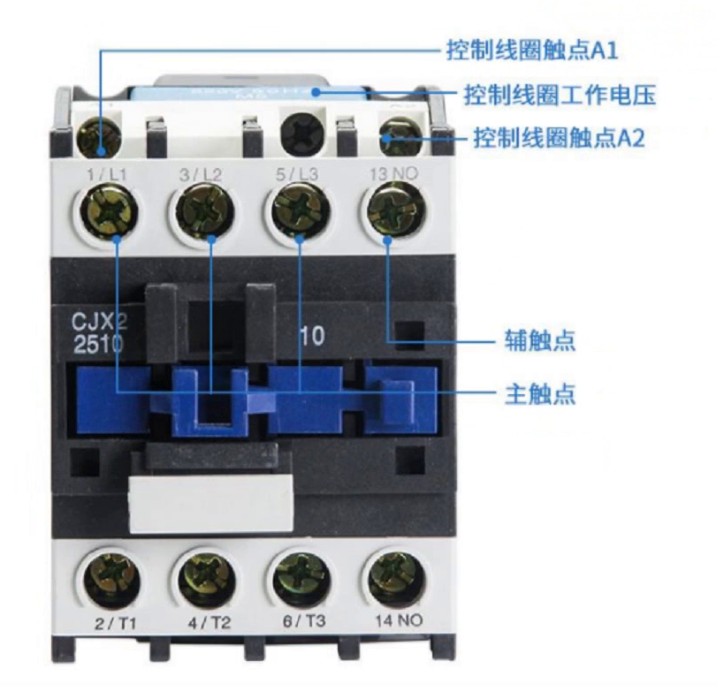 控制线圈触点A1
控制线圈工作电压
控制线圈触点A2
1/L1
3/L2
5/L3
13 NO
CJX2
2510
10
辅触点
主触点
2/T1
4/T2
6/T3
14 NO